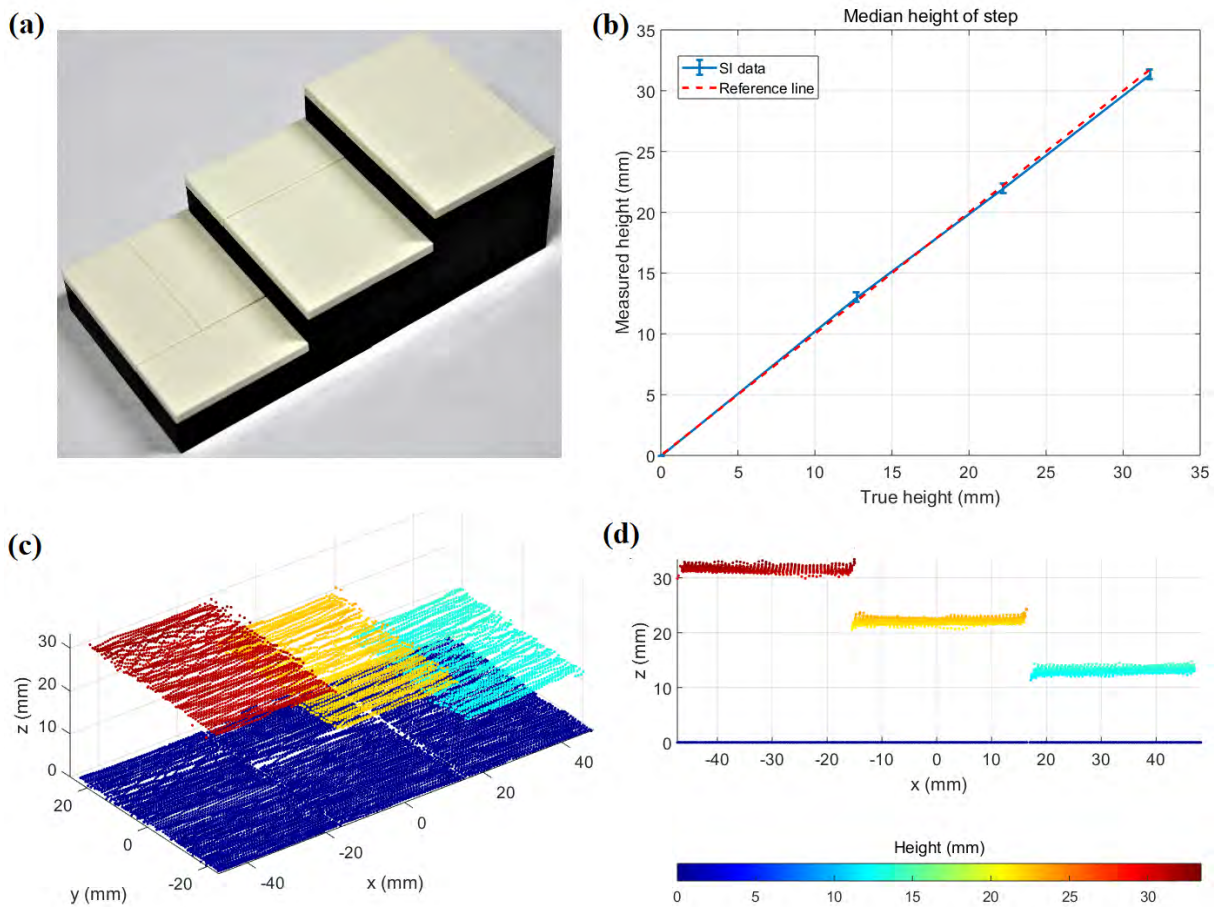 (a)
(b)
Median height of step
SI data
Reference line
Measured height (mm)
35
30
25
20
15
10
5
0
0 5 10 15 20 25 30 35
True height (mm)
(c)
z (mm)
30
20
10
0
20
0
-20
y (mm)
-40
-20
0
20
40
x (mm)
(d)
z (mm)
30
20
10
0
-40 -30 -20 -10 0 10 20 30 40
x (mm)
Height (mm)
0 5 10 15 20 25 30